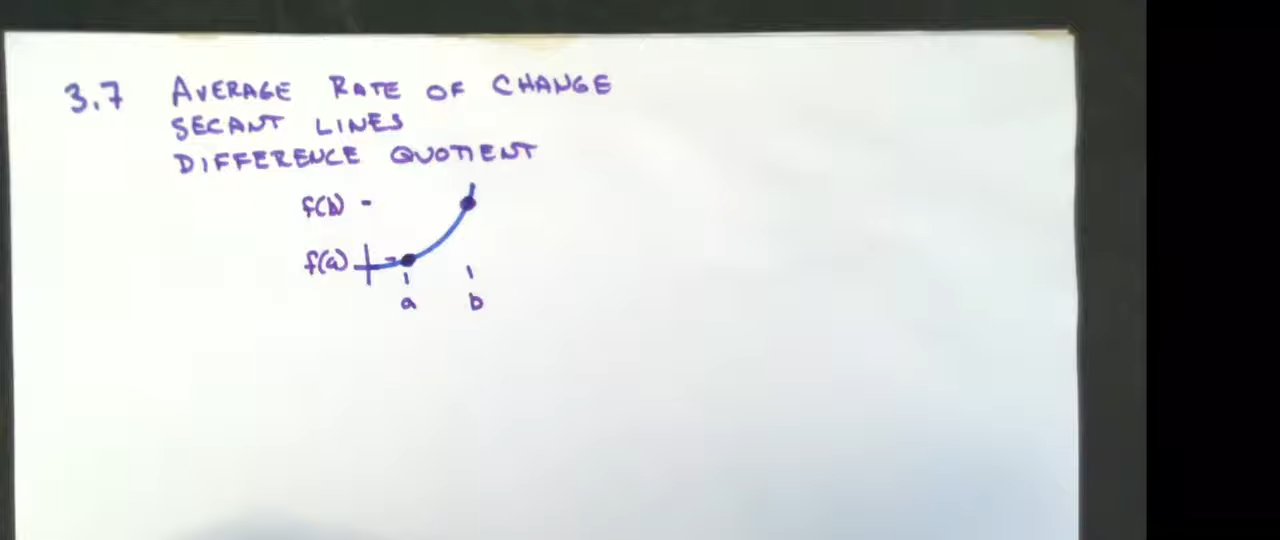 3.7 AVERAGE RATE OF CHANGE
SECANT LINES
DIFFERENCE QUOTIENT
f(b)
f(a)
a b